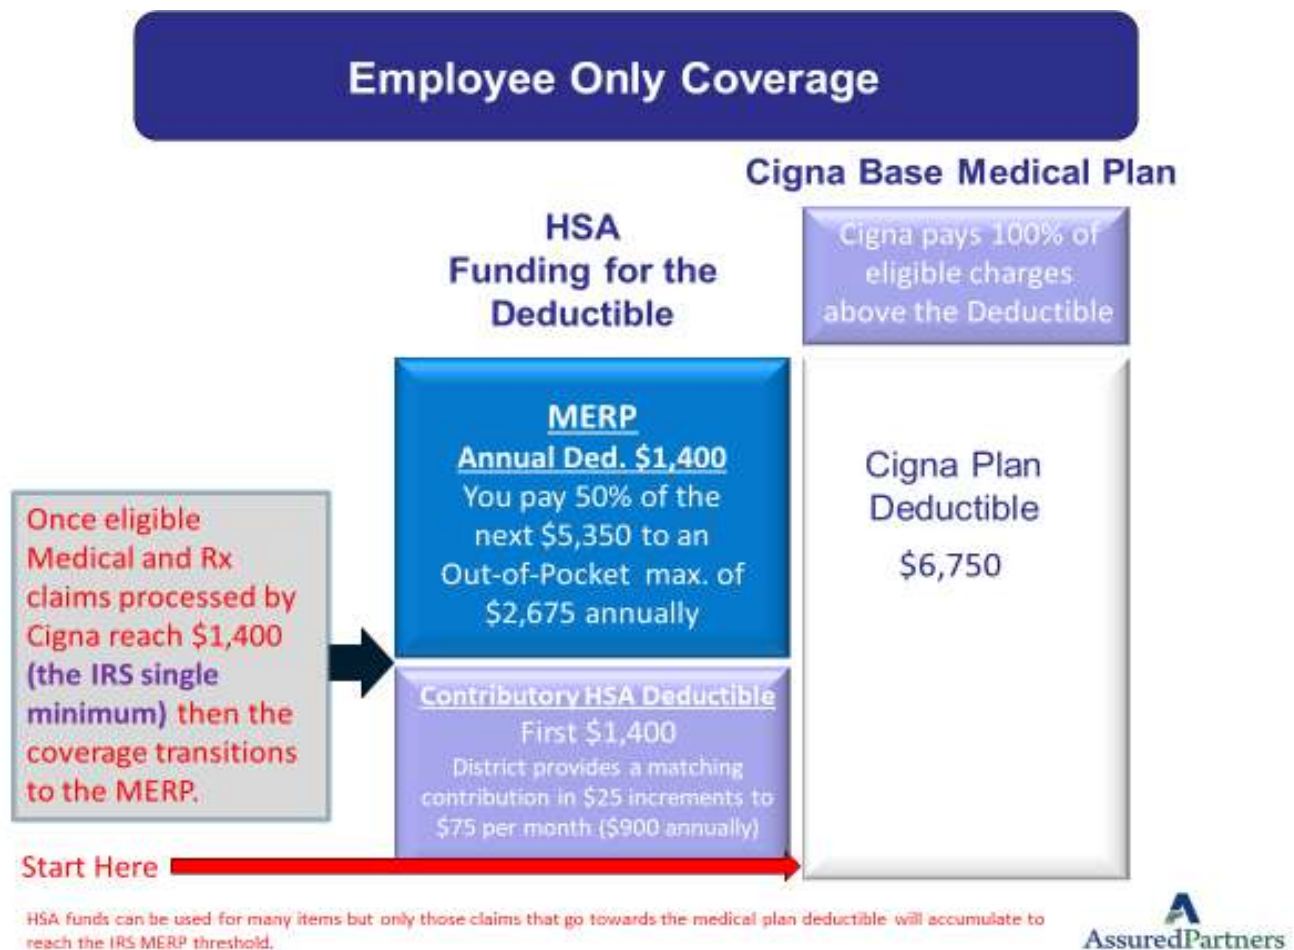 Employee Only Coverage
Cigna Base Medical Plan
HSA
Funding for the
Deductible
Cigna pays 100% of
eligible charges
above the Deductible
MERP
Annual Ded. $1,400
You pay 50% of the
next $5,350 to an
Out-of-Pocket max. of
$2,675 annually
Cigna Plan
Deductible
$6,750
Once eligible
Medical and Rx
claims processed by
Cigna reach $1,400
(the IRS single
minimum) then the
coverage transitions
to the MERP.
Contributory HSA Deductible
First $1,400
District provides a matching
contribution in $25 increments to
$75 per month ($900 annually)
Start Here
HSA funds can be used for many items but only those claims that go towards the medical plan deductible will accumulate to
reach the IRS MERP threshold.
AssuredPartners